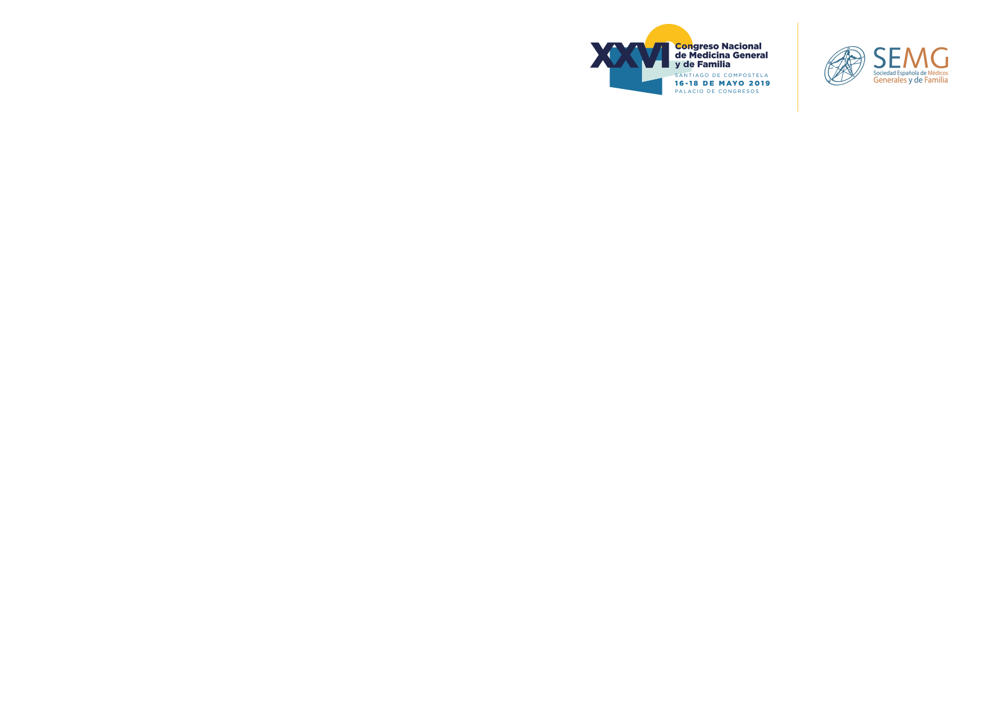 XXVI
Congreso Nacional
de Medicina General
y de Familia
SANTIAGO DE COMPOSTELA
16-18 DE MAYO 2019
PALACIO DE CONGRESOS
SEMG
Sociedad Española de Médicos
Generales y de Familia